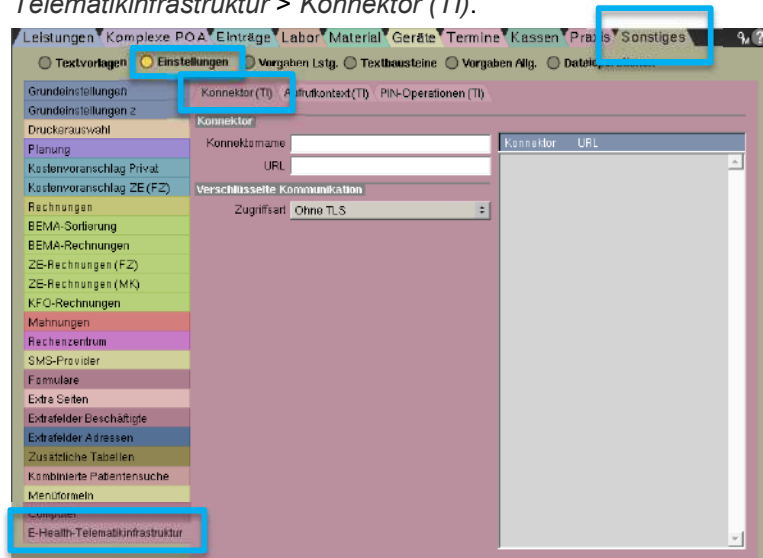 Telematikinfrastruktur > Konnektor (TI).
Leistungen Komplexe POA Einträge Labor Material Geräte Termine Kassen Praxis Sonstiges ?
Textvorlagen Einstellungen Vorgaben Lstg. Textbausteine Vorgaben Allg.
Grundeinstellungen
Grundeinstellungen 2
Druckerauswahl
Planung
Kostenvoranschlag Privat
Kostenvoranschlag ZE (FZ)
Rechnungen
BEMA-Sortierung
BEMA-Rechnungen
ZE-Rechnungen (FZ)
ZE-Rechnungen (MK)
KFO-Rechnungen
Mahnungen
Rechenzentrum
SMS-Provider
Formulare
Extra Seiten
Extrafelder Beschäftigte
Extrafelder Adressen
Zusätzliche Tabellen
Kombinierte Patientensuche
Menüformeln
Computer
E-Health-Telematikinfrastruktur
Konnektor (TI) Aufrufkontext (TI) PIN-Operationen (TI)
Konnektor
Konnektorname
URL
Verschlüsselte Kommunikation
Zugriffsart Ohne TLS
Konnektor URL